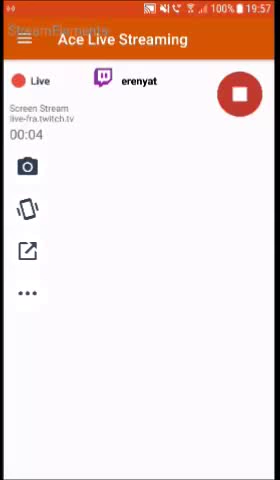 100% 19:57
StreamElements
Ace Live Streaming
Live
erenyat
Screen Stream
live-fra.twitch.tv
00:04